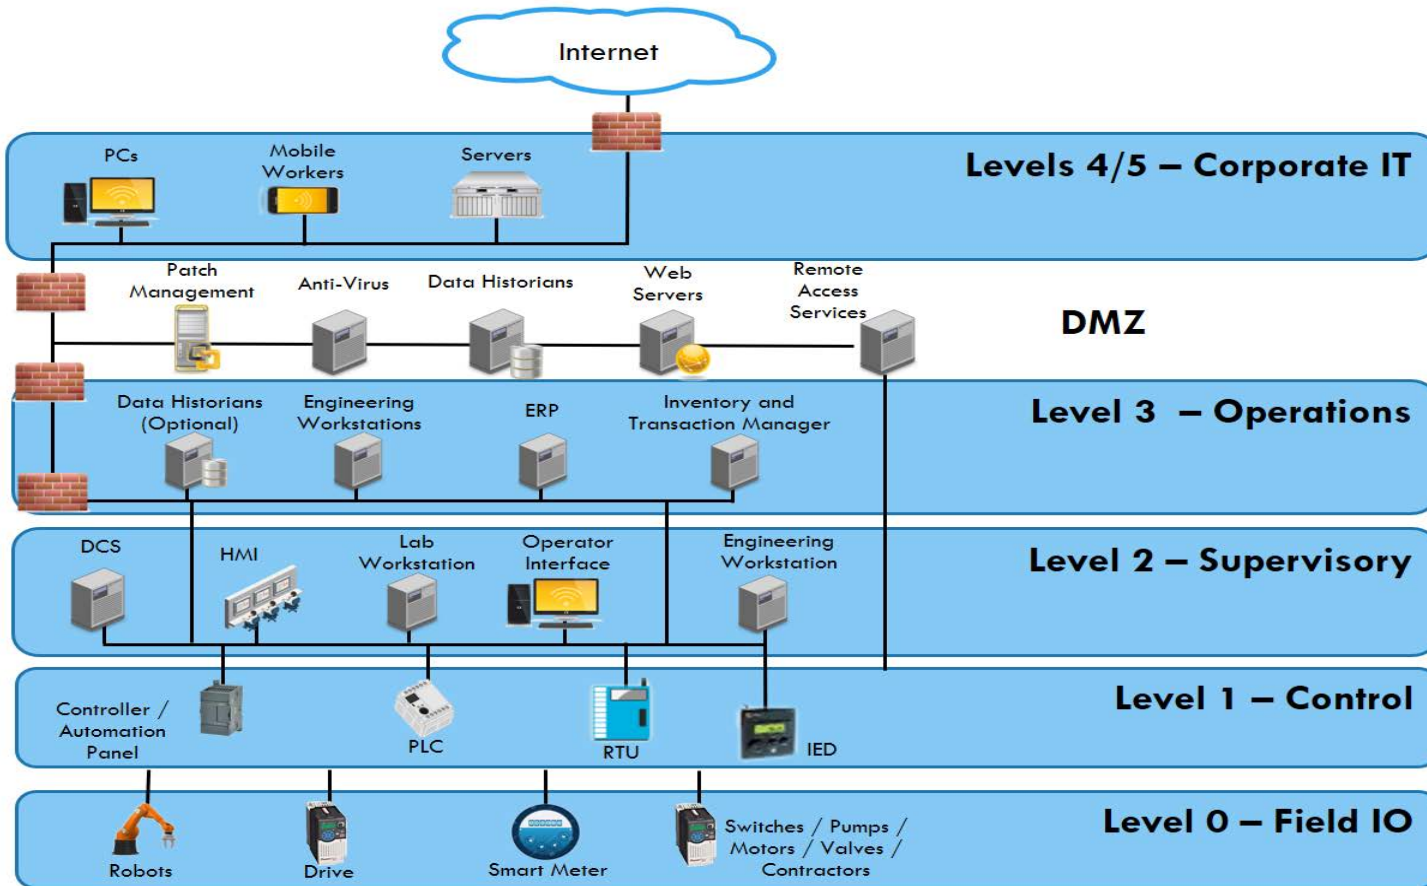 Internet
PCs
Mobile
Workers
Servers
Levels 4/5 – Corporate IT
Patch
Management
Anti-Virus
Data Historians
Web
Servers
Remote
Access
Services
DMZ
Data Historians
(Optional)
Engineering
Workstations
ERP
Inventory and
Transaction Manager
Level 3 – Operations
DCS
HMI
Lab
Workstation
Operator
Interface
Engineering
Workstation
Level 2 – Supervisory
Controller /
Automation
Panel
PLC
RTU
IED
Level 1 – Control
Robots
Drive
Smart Meter
Switches / Pumps /
Motors / Valves /
Contractors
Level 0 – Field IO